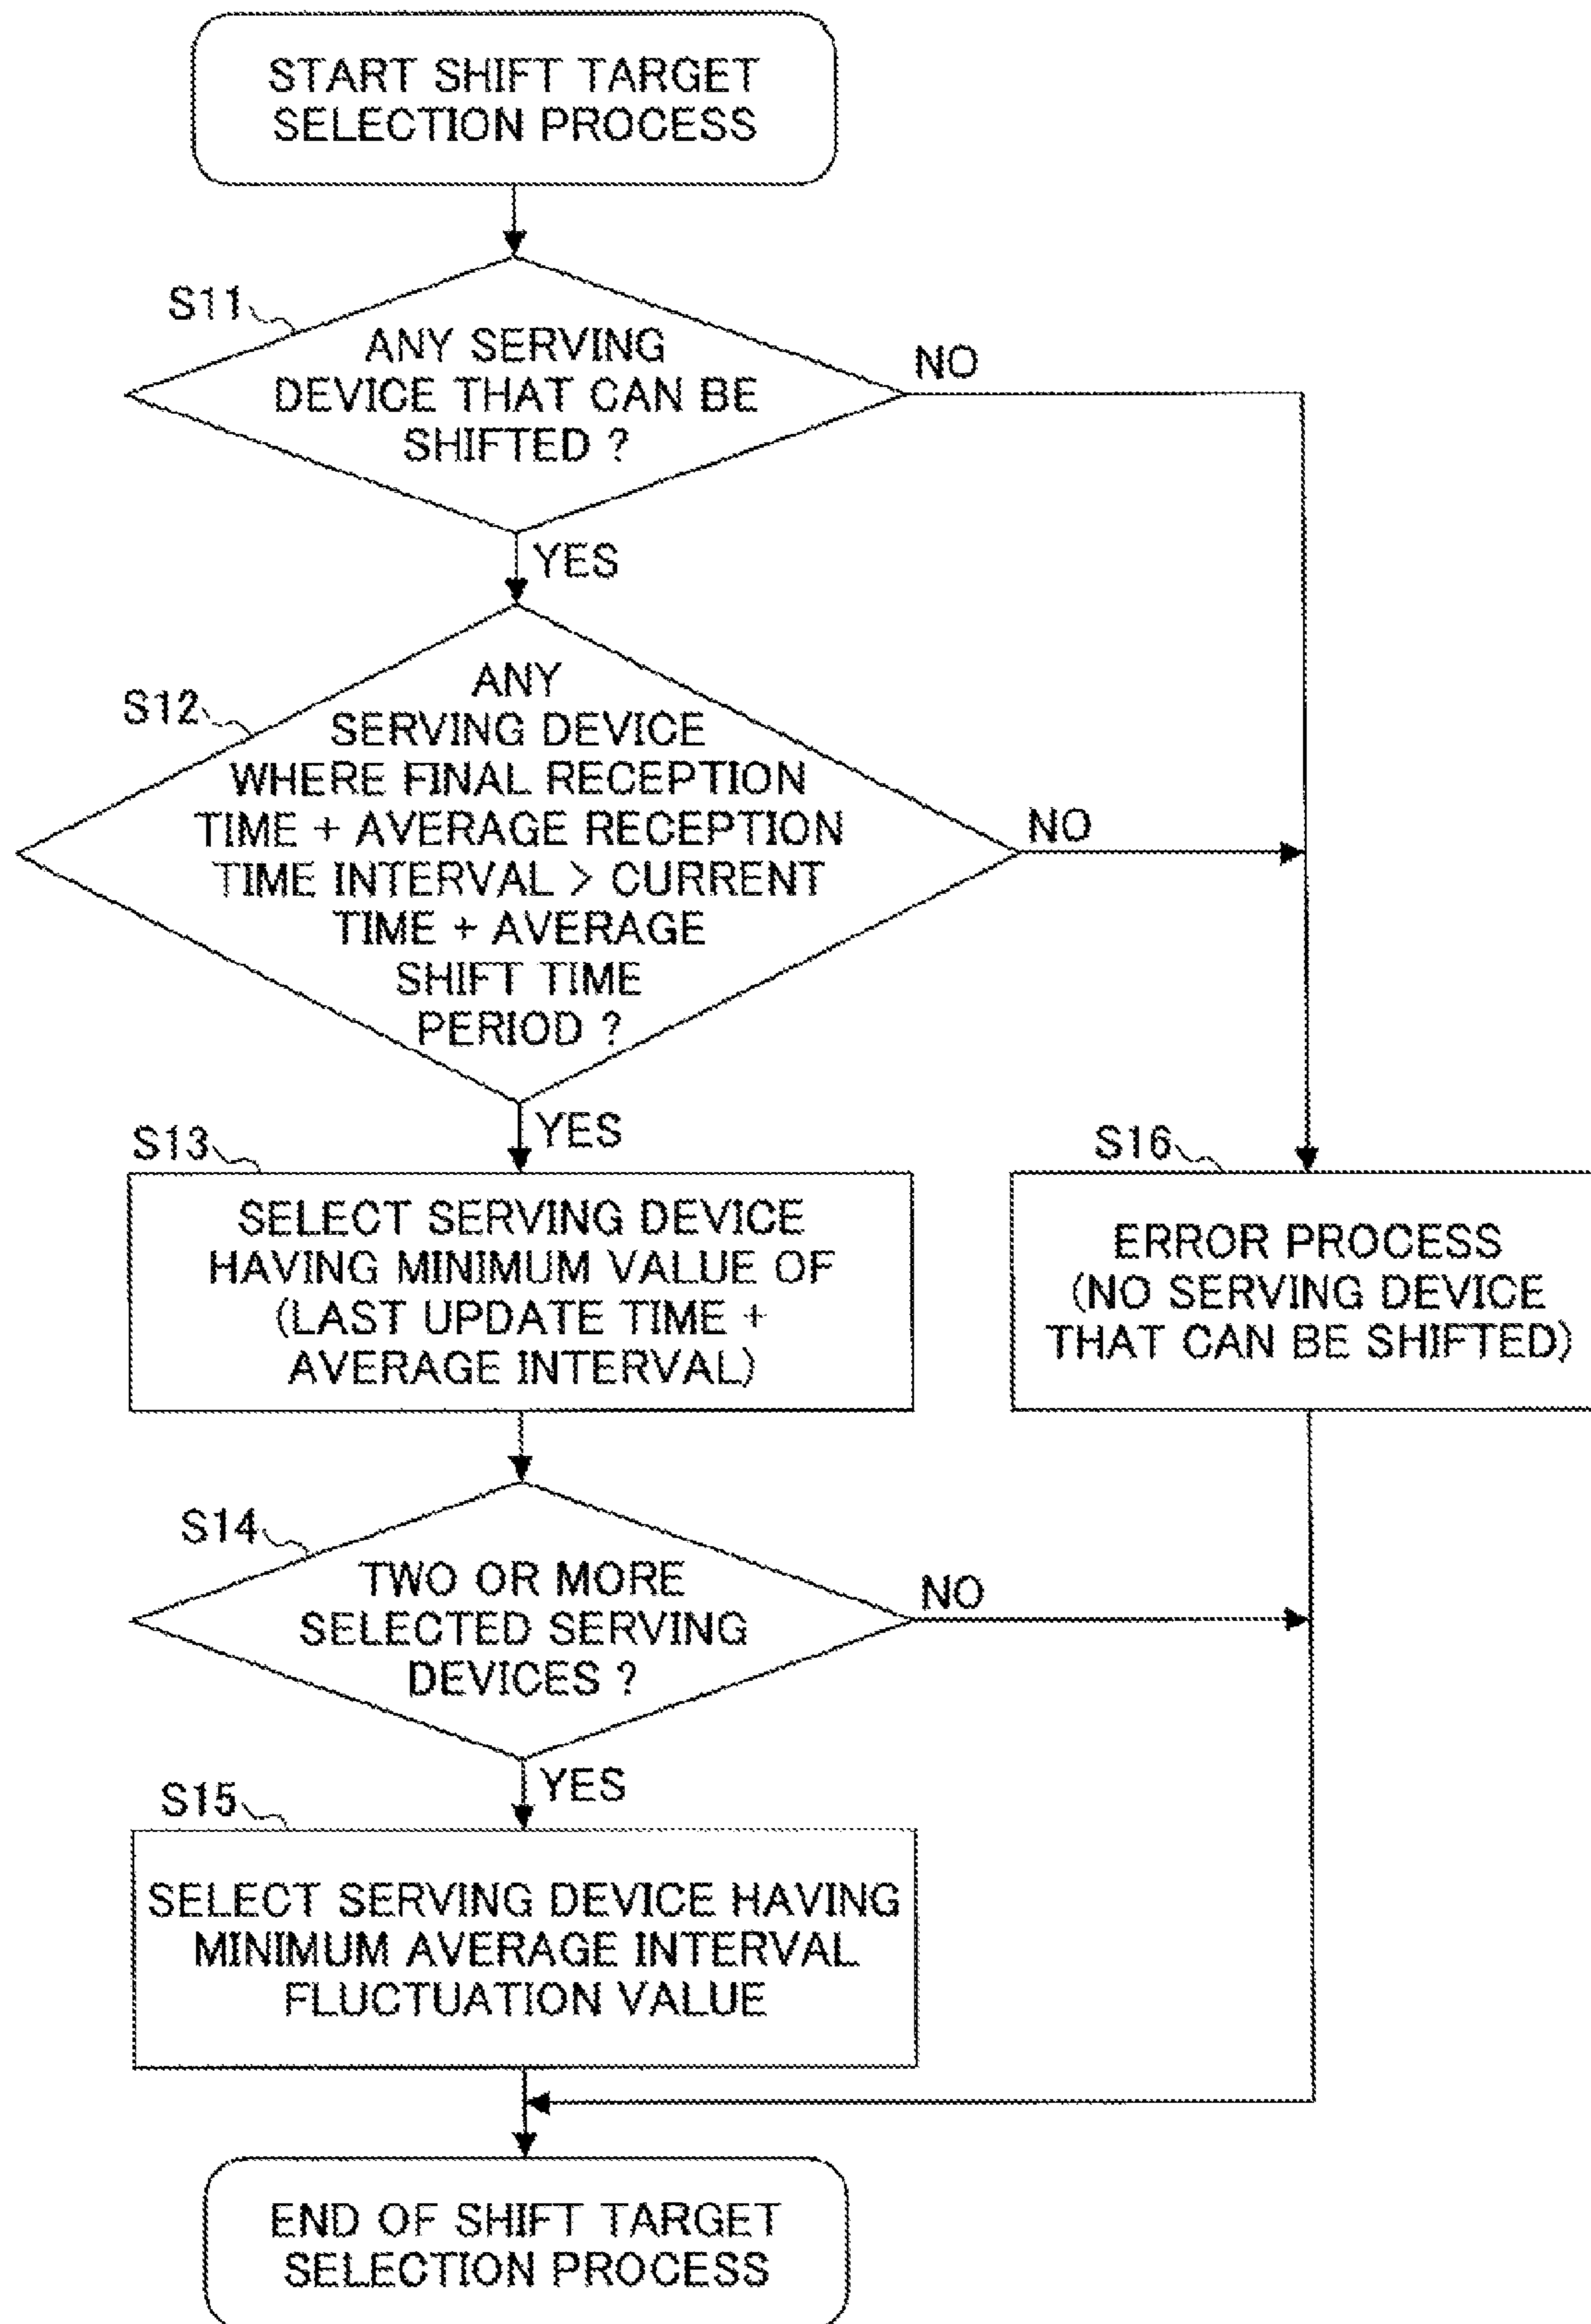 START SHIFT TARGET
SELECTION PROCESS
S11
ANY SERVING
DEVICE THAT CAN BE
SHIFTED ?
NO
YES
S12
ANY
SERVING DEVICE
WHERE FINAL RECEPTION
TIME + AVERAGE RECEPTION
TIME INTERVAL > CURRENT
TIME + AVERAGE
SHIFT TIME
PERIOD ?
NO
YES
S13
SELECT SERVING DEVICE
HAVING MINIMUM VALUE OF
(LAST UPDATE TIME +
AVERAGE INTERVAL)
S16
ERROR PROCESS
(NO SERVING DEVICE
THAT CAN BE SHIFTED)
S14
TWO OR MORE
SELECTED SERVING
DEVICES ?
NO
YES
S15
SELECT SERVING DEVICE HAVING
MINIMUM AVERAGE INTERVAL
FLUCTUATION VALUE
END OF SHIFT TARGET
SELECTION PROCESS